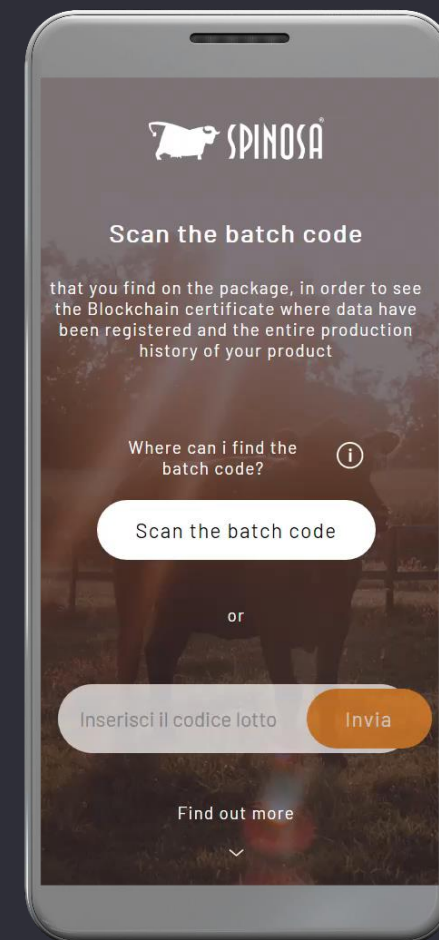 SPINOSA®
Scan the batch code
that you find on the package, in order to see
the Blockchain certificate where data have
been registered and the entire production
history of your product
Where can i find the
batch code?
i
Scan the batch code
or
Inserisci il codice lotto
Invia
Find out more